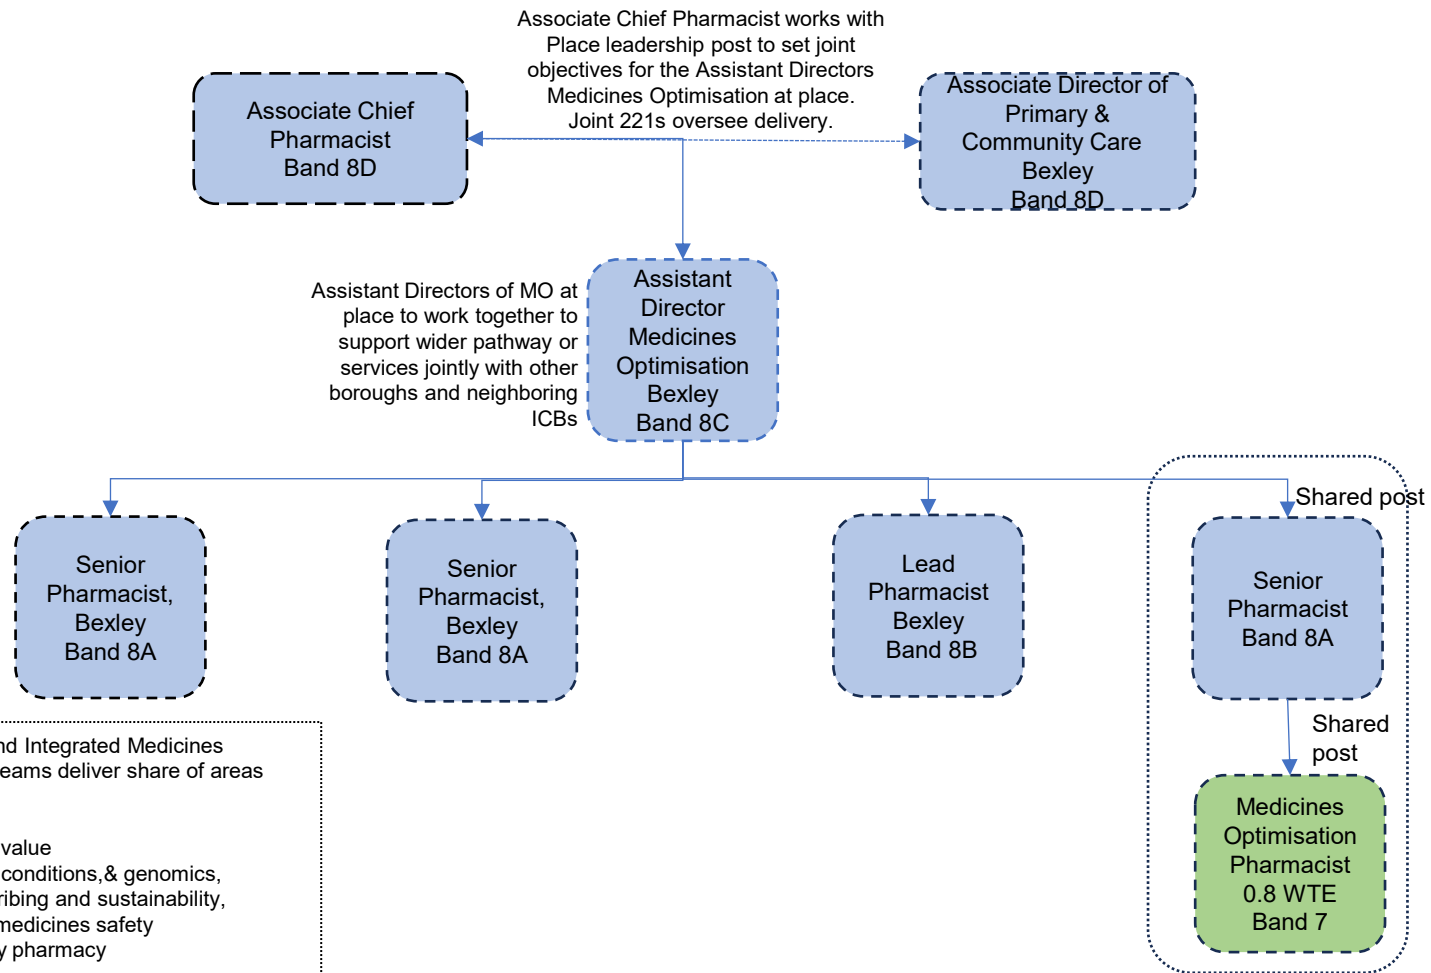 Associate Chief Pharmacist works with
Place leadership post to set joint
objectives for the Assistant Directors
Medicines Optimisation at place.
Joint 221s oversee delivery.
Associate Chief
Pharmacist
Band 8D
Associate Director of
Primary &
Community Care
Bexley
Band 8D
Assistant Directors of MO at
place to work together to
support wider pathway or
services jointly with other
boroughs and neighboring
ICBs
Assistant
Director
Medicines
Optimisation
Bexley
Band 8C
Shared post
Senior
Pharmacist,
Bexley
Band 8A
Senior
Pharmacist,
Bexley
Band 8A
Lead
Pharmacist
Bexley
Band 8B
Senior
Pharmacist
Band 8A
Shared
post
Medicines
Optimisation
Pharmacist
0.8 WTE
Band 7
Integrated Medicines
deliver share of areas
value
conditions,& genomics,
and sustainability,
medicines safety
pharmacy